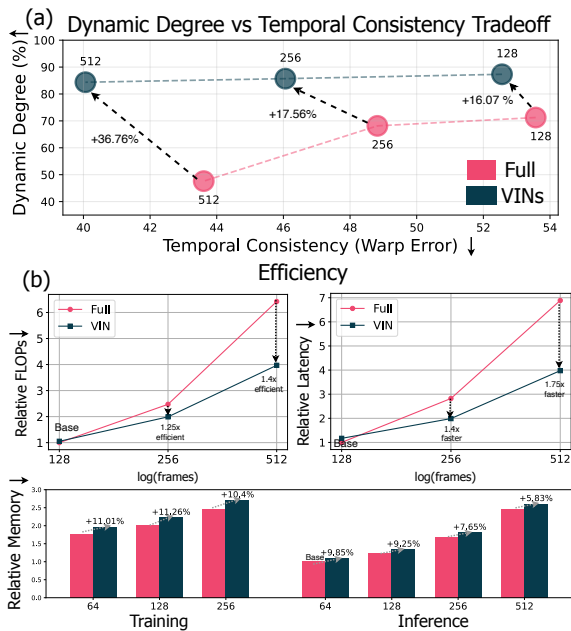 (a) Dynamic Degree vs Temporal Consistency Tradeoff
Dynamic Degree (%)↑
100
90
80
70
60
50
40
512
256
128
+36.76%
+17.56%
+16.07 %
512
256
128
Full
VINs
40
42
44
46
48
50
52
54
Temporal Consistency (Warp Error) ↓
(b) Efficiency
Relative FLOPs↓
6
5
4
3
2
1
Full
VIN
Base
1.25x
efficient
1.4x
efficient
128
256
512
log(frames)
Relative Latency↓
7
6
5
4
3
2
1
Full
VIN
Base
1.4x
faster
1.75x
faster
128
256
512
log(frames)
Relative Memory↓
3.0
2.5
2.0
1.5
1.0
0.5
0.0
+11,01%
+11,26%
+10,4%
Base
+9,85%
+9,25%
+7,65%
+5,83%
64
128
256
64
128
256
512
Training
Inference